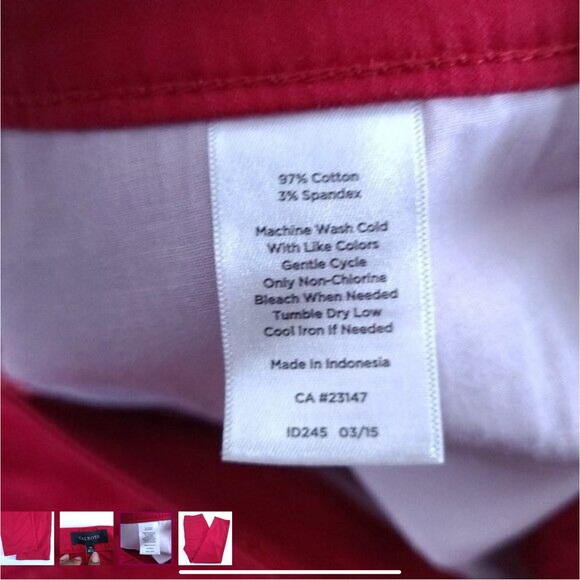 97% Cotton
3% Spandex
Machine Wash Cold
With Like Colors
Gentle Cycle
Only Non-Chlorine
Bleach When Needed
Tumble Dry Low
Cool Iron If Needed
Made in Indonesia
CA #23147
ID245 03/15
TALBOTS